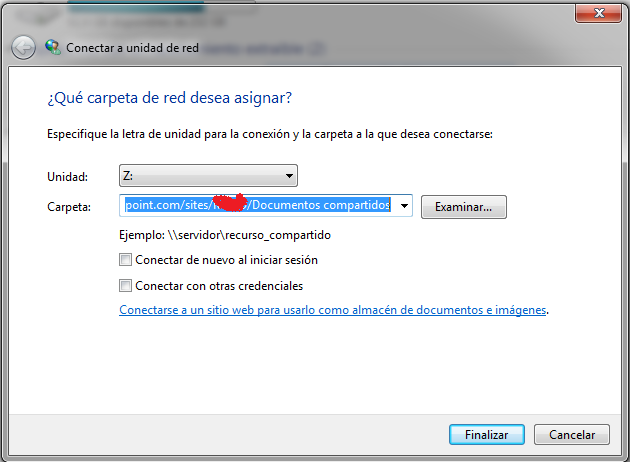 Conectar a unidad de red
¿Qué carpeta de red desea asignar?
Especifique la letra de unidad para la conexión y la carpeta a la que desea conectarse:
Unidad: Z:
Carpeta: point.com/sites/ /Documentos compartidos Examinar...
Ejemplo: \\servidor\recurso_compartido
Conectar de nuevo al iniciar sesión
Conectar con otras credenciales
Conectarse a un sitio web para usarlo como almacén de documentos e imágenes.
Finalizar Cancelar